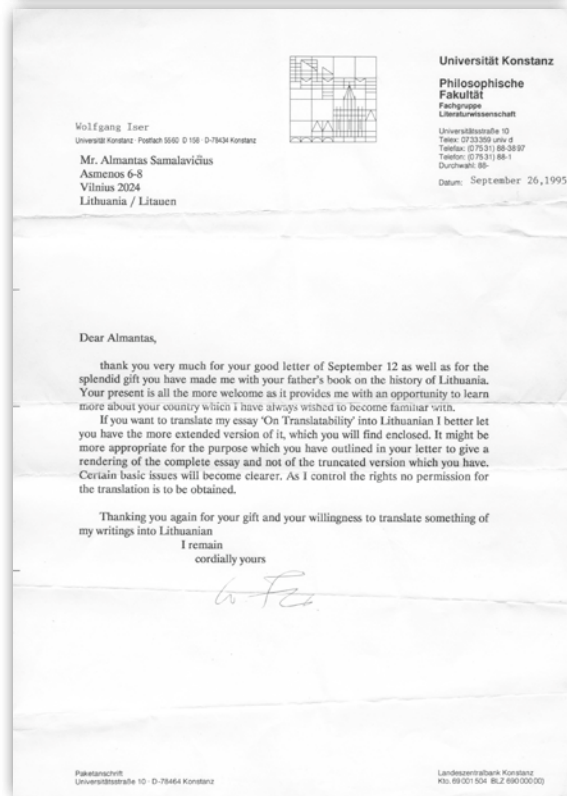 Universität Konstanz
Philosophische
Fakultät
Fachgruppe
Literaturwissenschaft
Universitätsstraße 10
Telex: 0733359 univ d
Telefax: (07531) 88-3897
Telefon: (07531) 88-1
Durchwahl: 88-
Datum: September 26,1995
Wolfgang Iser
Universität Konstanz · Postfach 5560 D 158 · D-78434 Konstanz
Mr. Almantas Samalavičius
Asmenos 6-8
Vilnius 2024
Lithuania / Litauen
Dear Almantas,
thank you very much for your good letter of September 12 as well as for the
splendid gift you have made me with your father's book on the history of Lithuania.
Your present is all the more welcome as it provides me with an opportunity to learn
more about your country which I have always wished to become familiar with.
If you want to translate my essay 'On Translatability' into Lithuanian I better let
you have the more extended version of it, which you will find enclosed. It might be
more appropriate for the purpose which you have outlined in your letter to give a
rendering of the complete essay and not of the truncated version which you have.
Certain basic issues will become clearer. As I control the rights no permission for
the translation is to be obtained.
Thanking you again for your gift and your willingness to translate something of
my writings into Lithuanian
I remain
cordially yours
Paketanschrift
Universitätsstraße 10 · D-78464 Konstanz
Landeszentralbank Konstanz
Kto. 69 001 504 BLZ 690 000 00)